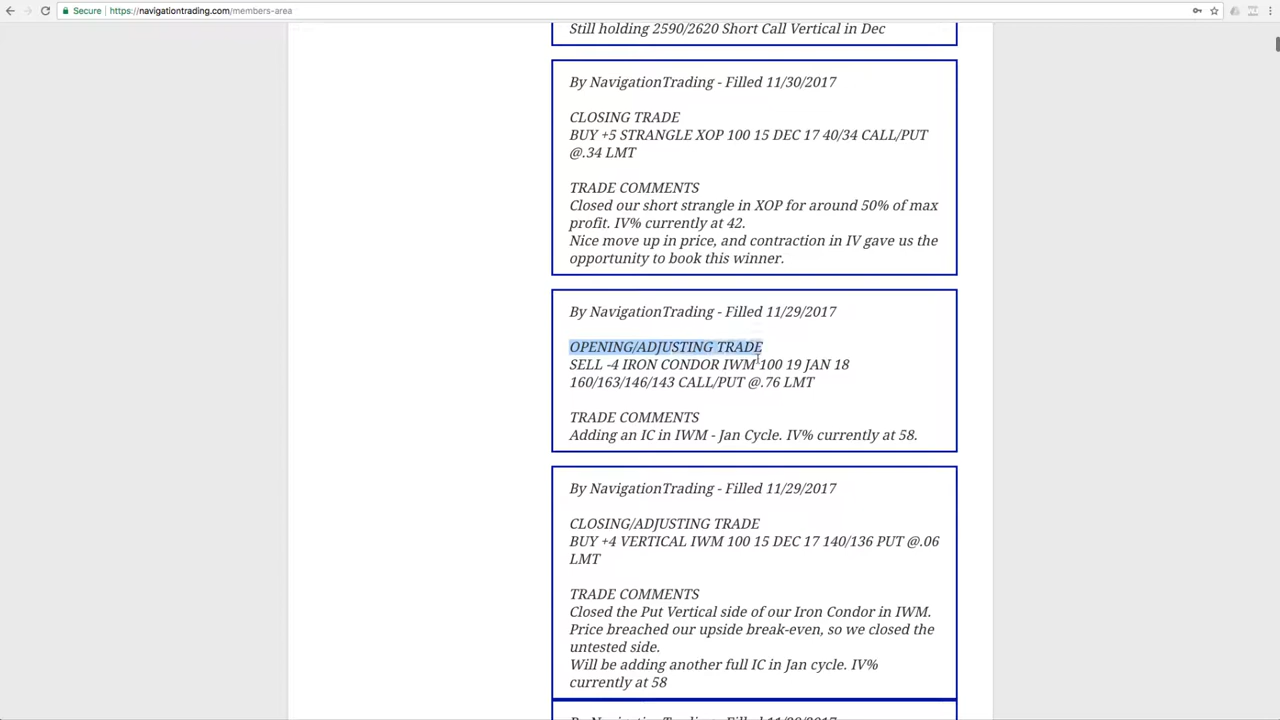 Secure
https://navigationtrading.com/members-area
Still holding 2590/2620 Short Call Vertical in Dec
By NavigationTrading - Filled 11/30/2017
CLOSING TRADE
BUY +5 STRANGLE XOP 100 15 DEC 17 40/34 CALL/PUT
@.34 LMT
TRADE COMMENTS
Closed our short strangle in XOP for around 50% of max
profit. IV% currently at 42.
Nice move up in price, and contraction in IV gave us the
opportunity to book this winner.
By NavigationTrading - Filled 11/29/2017
OPENING/ADJUSTING TRADE
SELL -4 IRON CONDOR IWM 100 19 JAN 18
160/163/146/143 CALL/PUT @.76 LMT
TRADE COMMENTS
Adding an IC in IWM - Jan Cycle. IV% currently at 58.
By NavigationTrading - Filled 11/29/2017
CLOSING/ADJUSTING TRADE
BUY +4 VERTICAL IWM 100 15 DEC 17 140/136 PUT @.06
LMT
TRADE COMMENTS
Closed the Put Vertical side of our Iron Condor in IWM.
Price breached our upside break-even, so we closed the
untested side.
Will be adding another full IC in Jan cycle. IV%
currently at 58